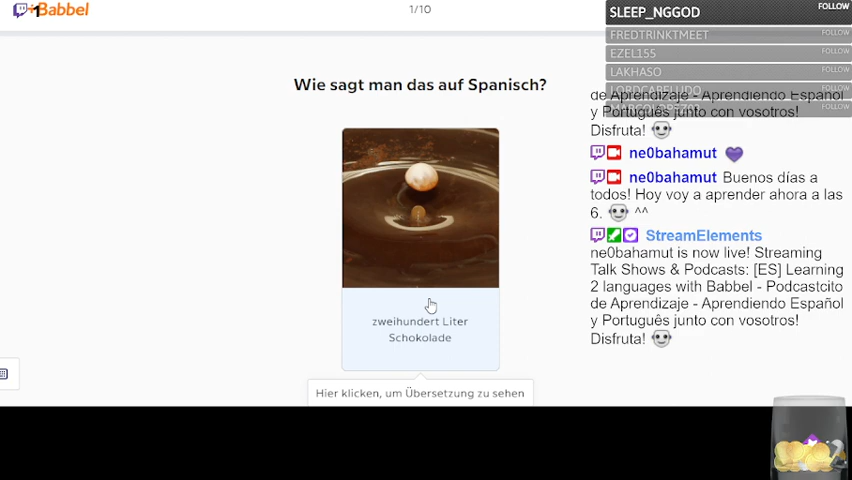 +Babbel
1
1/10
SLEEP_NGGOD FOLLOW
FREDTRINKTMEET FOLLOW
EZEL155 FOLLOW
LAKHASO FOLLOW
LORDCABELUDO FOLLOW
FOLLOW
Wie sagt man das auf Spanisch?
zweihundert Liter
Schokolade
Hier klicken, um Übersetzung zu sehen
de Aprendizaje - Aprendiendo Español
y Português junto con vosotros!
Disfruta!
ne0bahamut
ne0bahamut Buenos días a
todos! Hoy voy a aprender ahora a las
6. ^^
StreamElements
ne0bahamut is now live! Streaming
Talk Shows & Podcasts: [ES] Learning
2 languages with Babbel - Podcastcito
de Aprendizaje - Aprendiendo Español
y Português junto con vosotros!
Disfruta!